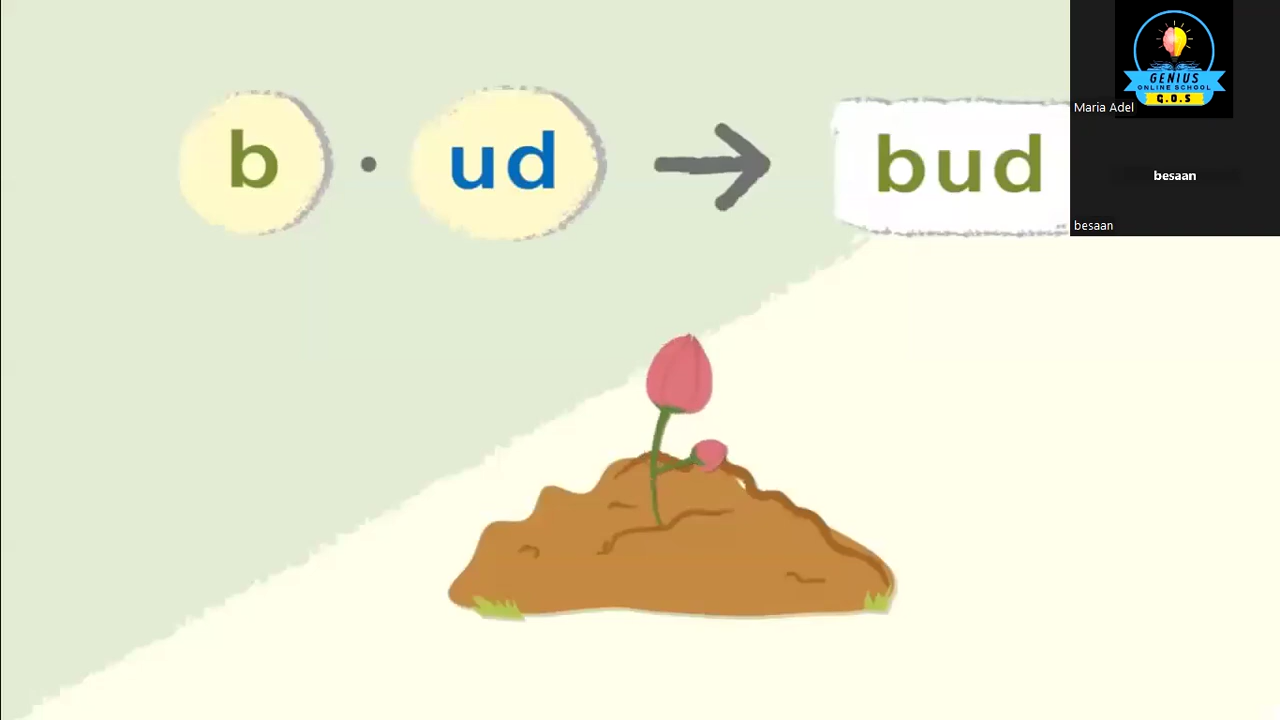 b • ud → bud
GENIUS
ONLINE SCHOOL
G.O.S
Maria Adel
besaan
besaan